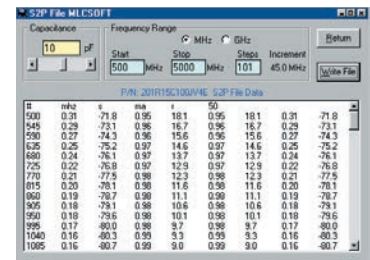 S2P File MLCSOFT
Capacitance
10 pF
Frequency Range
MHz GHz
Start Stop Steps Increment
500 MHz 5000 MHz 101 45.0 MHz
Return
Write File
P/N: 201R15C100JV4E S2P File Data
# mhz s ma r 50
500 0.31 -71.8 0.95 18.1 0.95 18.1 0.31 -71.8
545 0.29 -73.1 0.96 16.7 0.95 16.7 0.29 -73.1
590 0.27 -74.3 0.96 15.6 0.96 15.6 0.27 -74.3
635 0.25 -75.2 0.97 14.6 0.96 14.6 0.25 -75.2
680 0.24 -76.1 0.97 13.7 0.97 13.7 0.24 -76.1
725 0.22 -76.8 0.97 12.9 0.97 12.9 0.22 -76.8
770 0.21 -77.5 0.98 12.3 0.98 12.3 0.21 -77.5
815 0.20 -78.1 0.98 11.6 0.98 11.6 0.20 -78.1
860 0.19 -78.7 0.98 11.1 0.98 11.1 0.19 -78.7
905 0.18 -79.1 0.98 10.6 0.98 10.6 0.18 -79.1
950 0.18 -79.6 0.98 10.1 0.98 10.1 0.18 -79.6
995 0.17 -80.0 0.98 9.7 0.98 9.7 0.17 -80.0
1040 0.16 -80.3 0.99 9.3 0.99 9.3 0.16 -80.3
1085 0.16 -80.7 0.99 9.0 0.99 9.0 0.16 -80.7